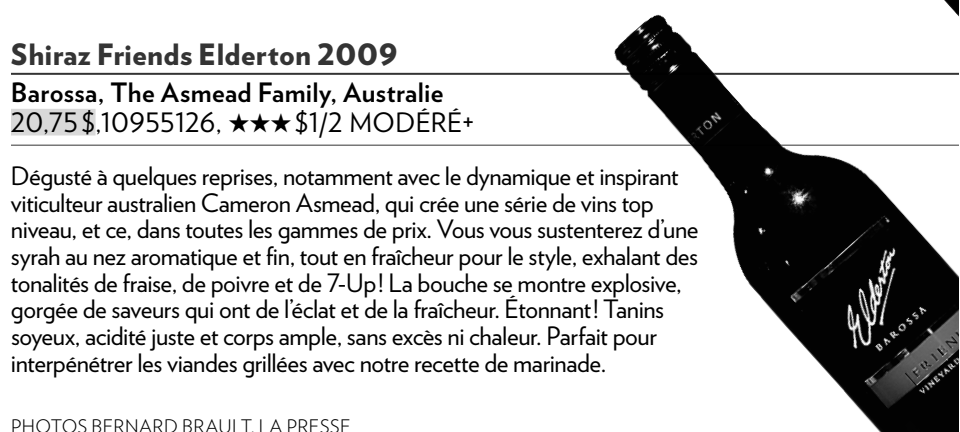 Shiraz Friends Elderton 2009
Barossa, The Asmead Family, Australie
20,75 $,10955126, ★★★ $1/2 MODÉRÉ+
Dégusté à quelques reprises, notamment avec le dynamique et inspirant
viticulteur australien Cameron Asmead, qui crée une série de vins top
niveau, et ce, dans toutes les gammes de prix. Vous vous sustenterez d'une
syrah au nez aromatique et fin, tout en fraîcheur pour le style, exhalant des
tonalités de fraise, de poivre et de 7-Up! La bouche se montre explosive,
gorgée de saveurs qui ont de l'éclat et de la fraîcheur. Étonnant! Tanins
soyeux, acidité juste et corps ample, sans excès ni chaleur. Parfait pour
interpénétrer les viandes grillées avec notre recette de marinade.
PHOTOS BERNARD BRAULT, LA PRESSE
RTON
Elderton
BAROSSA
FRIEN
VINEYARD